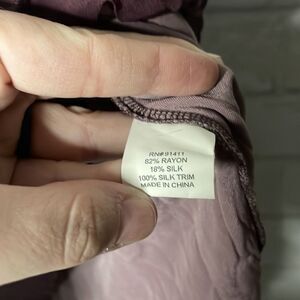 RN# 91411
82% RAYON
18% SILK
100% SILK TRIM
MADE IN CHINA